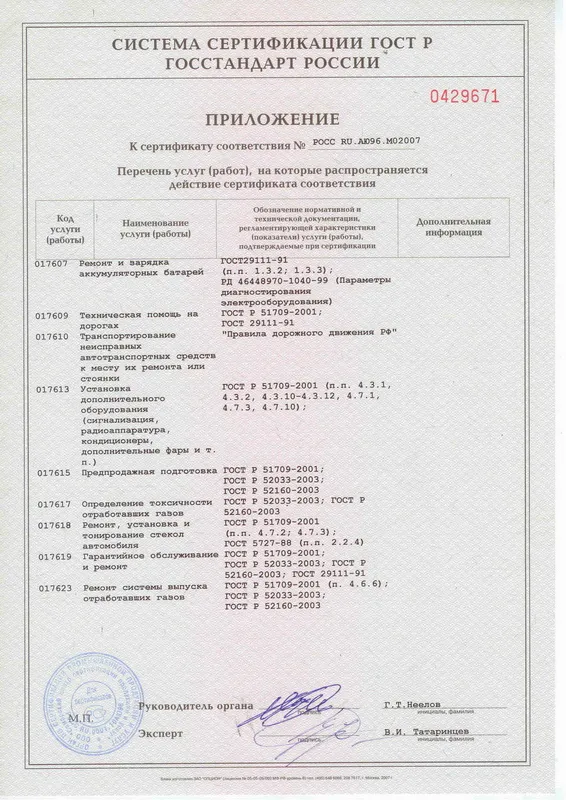 СИСТЕМА СЕРТИФИКАЦИИ ГОСТ Р
ГОССТАНДАРТ РОССИИ
0429671
ПРИЛОЖЕНИЕ
К сертификату соответствия № РОСС RU.АЮ96.М02007
Перечень услуг (работ), на которые распространяется
действие сертификата соответствия
Код
услуги
(работы)
Наименование
услуги (работы)
Обозначение нормативной и
технической документации,
регламентирующей характеристики
(показатели) услуги (работы),
подтверждаемые при сертификации
Дополнительная
информация
017607 Ремонт и зарядка
аккумуляторных батарей
ГОСТ29111-91
(п.п. 1.3.2; 1.3.3);
РД 46448970-1040-99 (Параметры
диагностирования
электрооборудования)
017609 Техническая помощь на
дорогах
ГОСТ Р 51709-2001;
ГОСТ 29111-91
017610 Транспортирование
неисправных
автотранспортных средств
к месту их ремонта или
стоянки
"Правила дорожного движения РФ"
017613 Установка
дополнительного
оборудования
(сигнализация,
радиоаппаратура,
кондиционеры,
дополнительные фары и т.
п.)
ГОСТ Р 51709-2001 (п.п. 4.3.1,
4.3.2, 4.3.10-4.3.12, 4.7.1,
4.7.3, 4.7.10);
017615 Предпродажная подготовка
ГОСТ Р 51709-2001;
ГОСТ Р 52033-2003;
ГОСТ Р 52160-2003
017617 Определение токсичности
отработавших газов
ГОСТ Р 52033-2003; ГОСТ Р
52160-2003
017618 Ремонт, установка и
тонирование стекол
автомобиля
ГОСТ Р 51709-2001
(п.п. 4.7.2; 4.7.3);
ГОСТ 5727-88 (п.п. 2.2.4)
017619 Гарантийное обслуживание
и ремонт
ГОСТ Р 51709-2001;
ГОСТ Р 52033-2003; ГОСТ Р
52160-2003; ГОСТ 29111-91
017623 Ремонт системы выпуска
отработавших газов
ГОСТ Р 51709-2001 (п. 4.6.6);
ГОСТ Р 52033-2003;
ГОСТ Р 52160-2003
М.П.
Руководитель органа
подпись
Г.Т.Неелов
инициалы, фамилия
Эксперт
подпись
В.И. Татаринцев
инициалы, фамилия